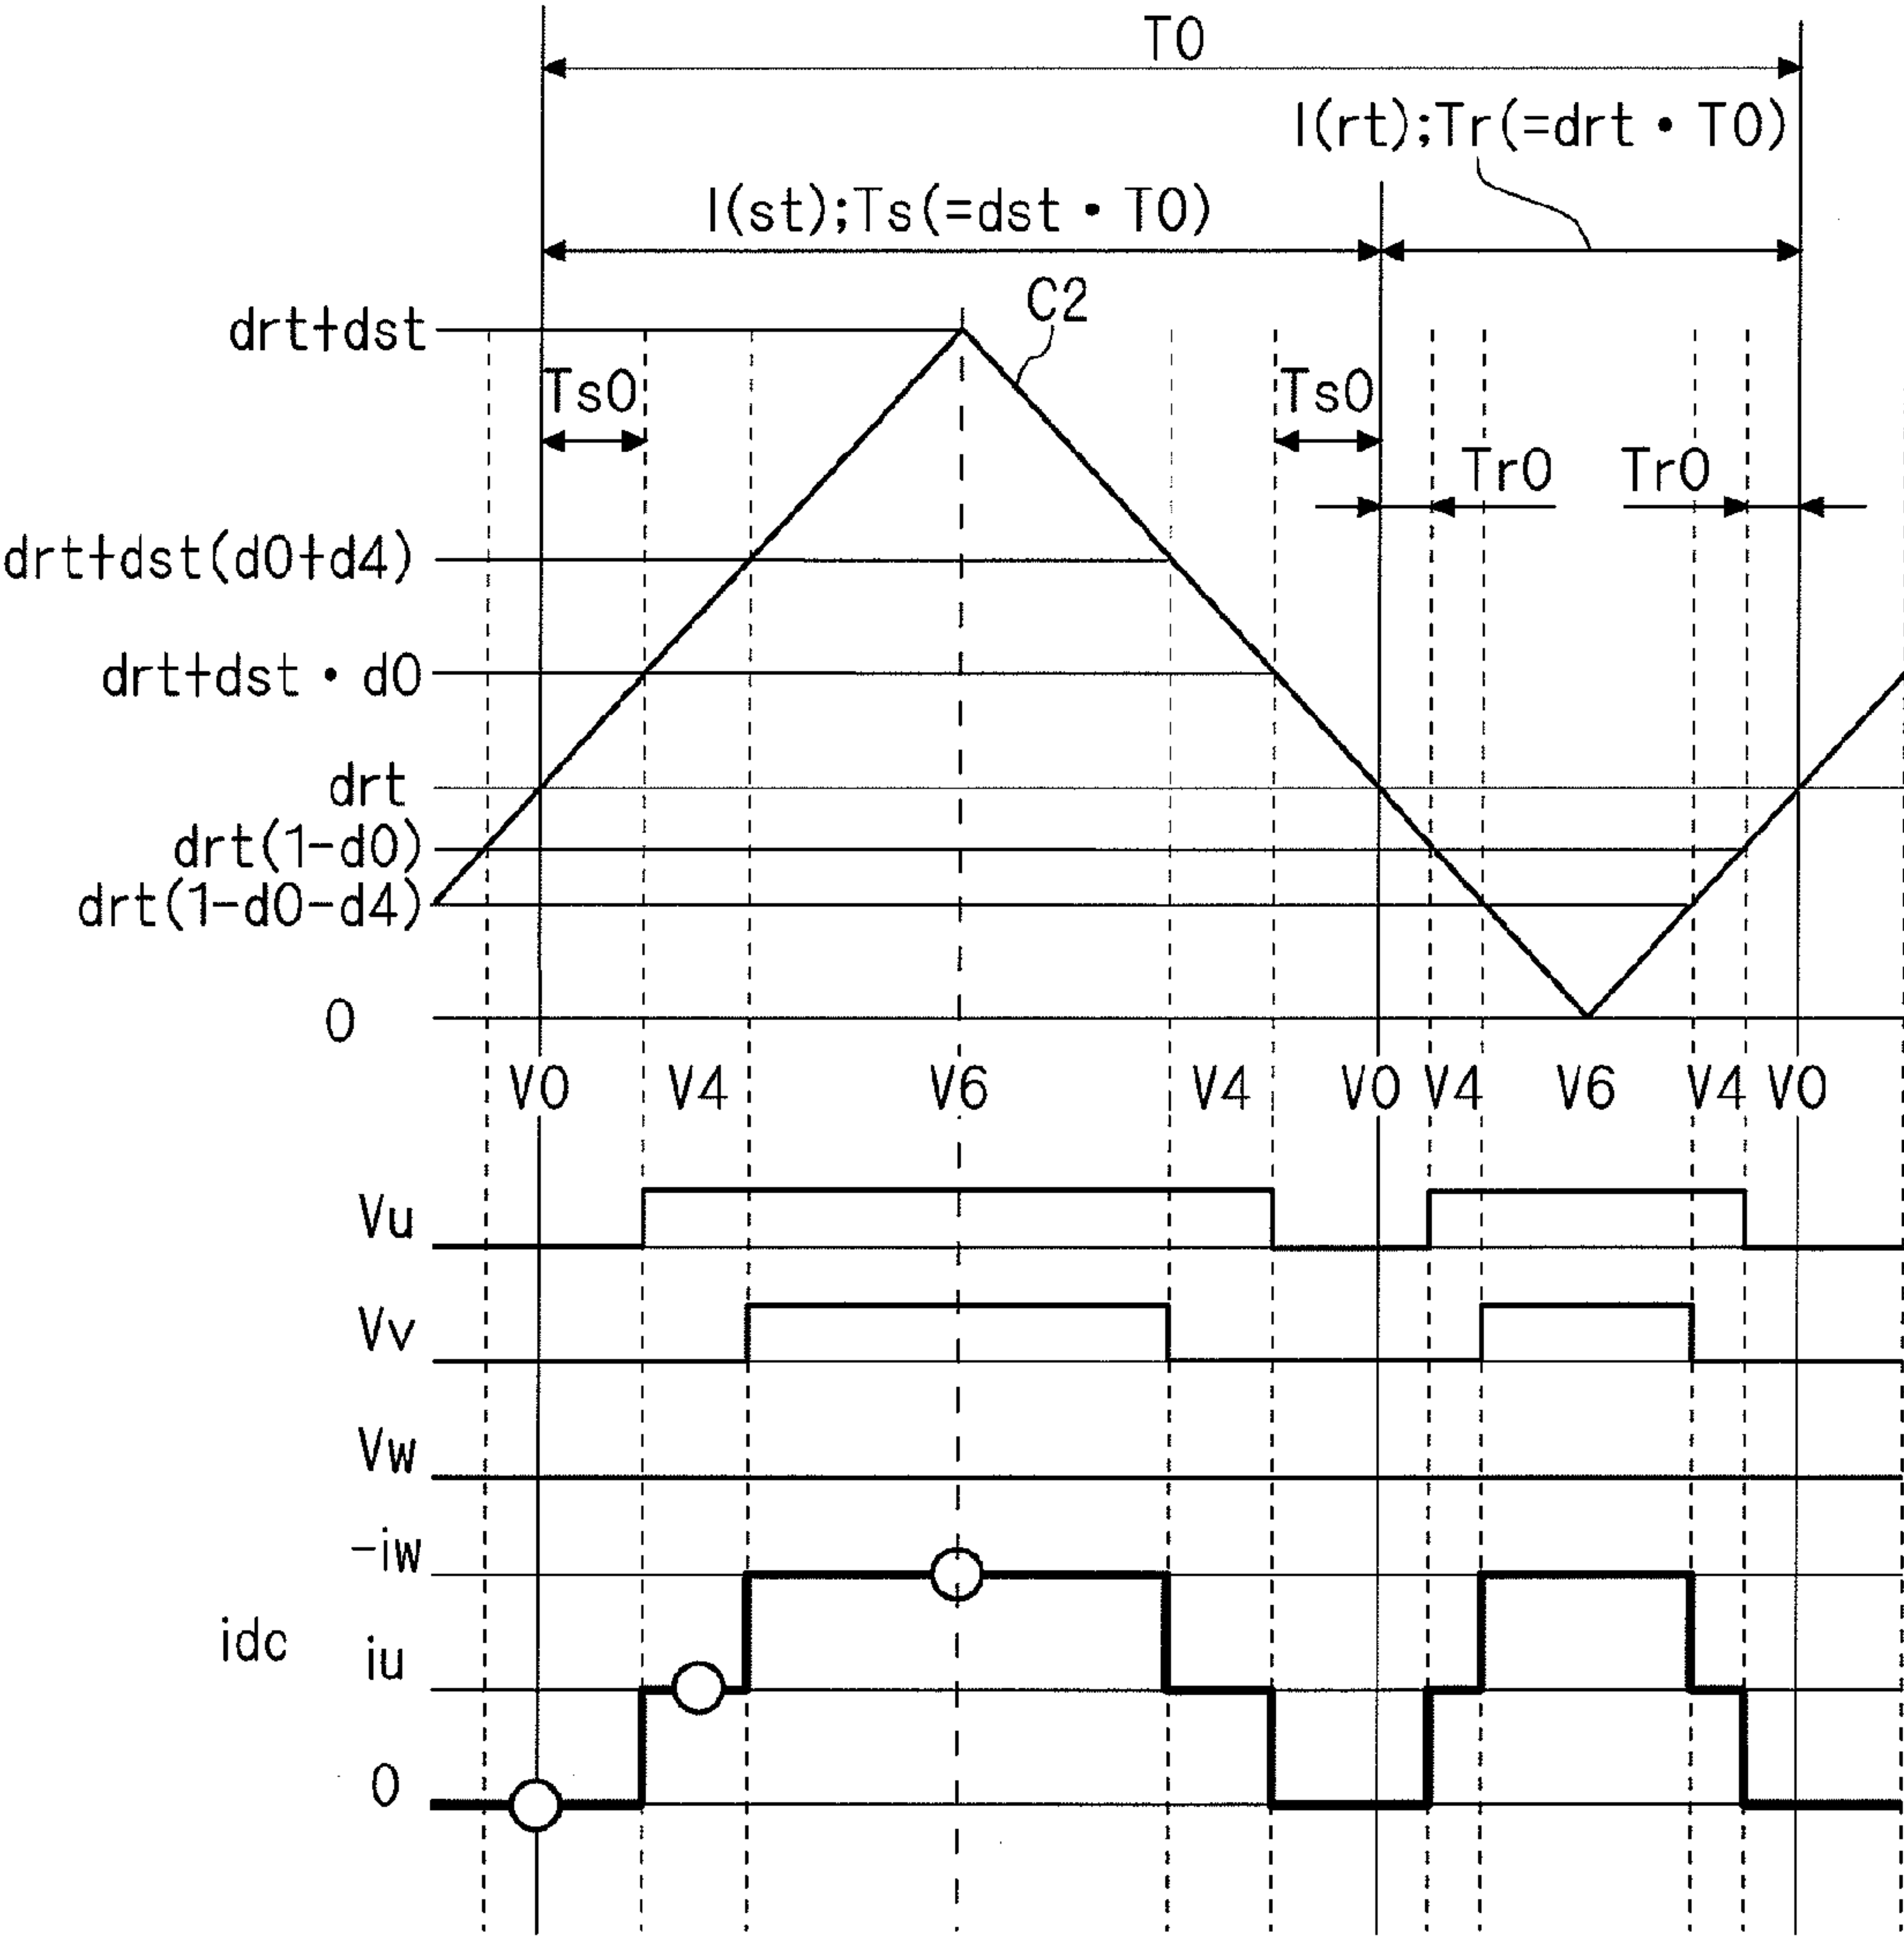 T0
I(rt);Tr(=drt・T0)
I(st);Ts(=dst・T0)
C2
drt+dst
Ts0 Ts0
Tr0 Tr0
drt+dst(d0+d4)
drt+dst・d0
drt
drt(1-d0)
drt(1-d0-d4)
0
V0 V4 V6 V4 V0 V4 V6 V4 V0
Vu
Vv
Vw
-iw
idc iu
0